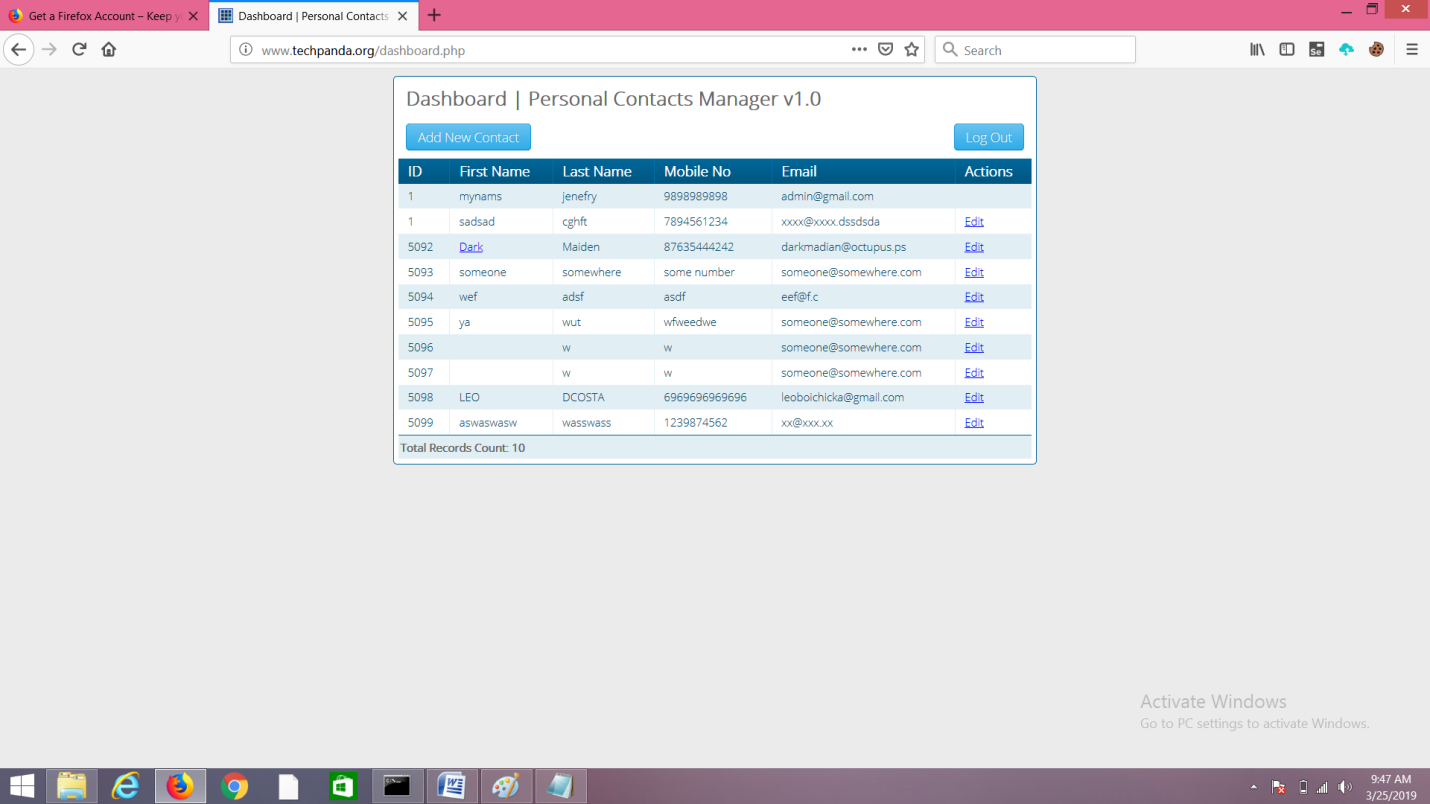 Get a Firefox Account – Keep y
Dashboard | Personal Contacts
www.techpanda.org/dashboard.php
Search
Se
Dashboard | Personal Contacts Manager v1.0
Add New Contact Log Out
ID First Name Last Name Mobile No Email Actions
1 mynams jenefry 9898989898 admin@gmail.com
1 sadsad cghft 7894561234 xxxx@xxxx.dssdsda Edit
5092 Dark Maiden 87635444242 darkmadian@octupus.ps Edit
5093 someone somewhere some number someone@somewhere.com Edit
5094 wef adsf asdf eef@f.c Edit
5095 ya wut wfweedwe someone@somewhere.com Edit
5096 w w someone@somewhere.com Edit
5097 w w someone@somewhere.com Edit
5098 LEO DCOSTA 6969696969696 leoboichicka@gmail.com Edit
5099 aswaswasw wasswass 1239874562 xx@xxx.xx Edit
Total Records Count: 10
Activate Windows
Go to PC settings to activate Windows.
9:47 AM
3/25/2019